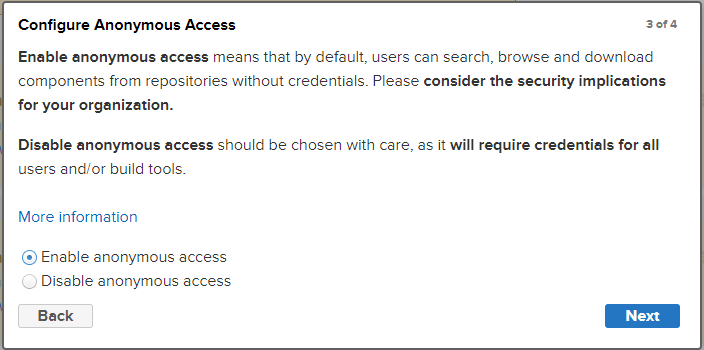 Configure Anonymous Access
3 of 4
Enable anonymous access means that by default, users can search, browse and download
components from repositories without credentials. Please consider the security implications
for your organization.
Disable anonymous access should be chosen with care, as it will require credentials for all
users and/or build tools.
More information
Enable anonymous access
Disable anonymous access
Back
Next